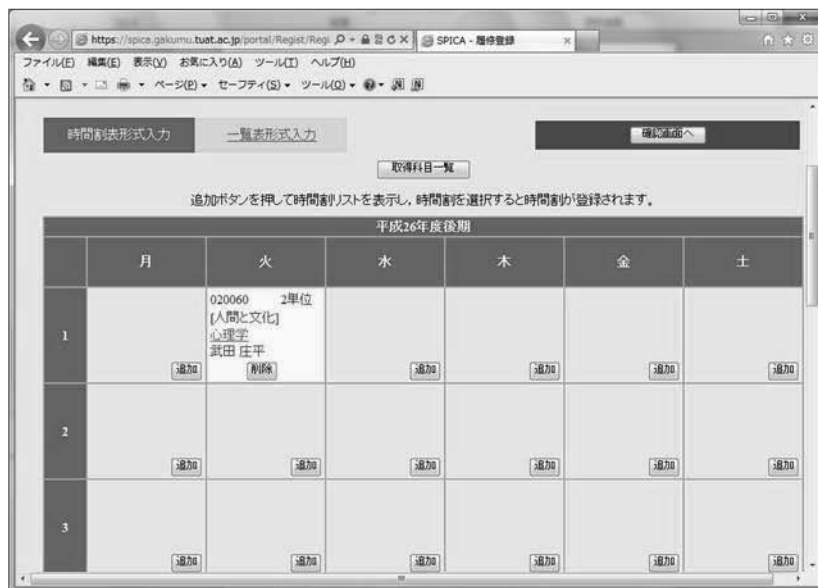 https://spica.gakumu.tuat.ac.jp/portal/Regist/Regi
SPICA - 履修登録
ファイル(F) 編集(E) 表示(V) お気に入り(A) ツール(T) ヘルプ(H)
ページ(P) セーフティ(S) ツール(O)
時間割表形式入力 一覧表形式入力 確認画面へ
取得科目一覧
追加ボタンを押して時間割リストを表示し，時間割を選択すると時間割が登録されます。
平成26年度後期
月 火 水 木 金 土
020060 2単位
[人間と文化]
1 心理学
武田 庄平
追加 削除 追加 追加 追加 追加
2
追加 追加 追加 追加 追加 追加
3
追加 追加 追加 追加 追加 追加